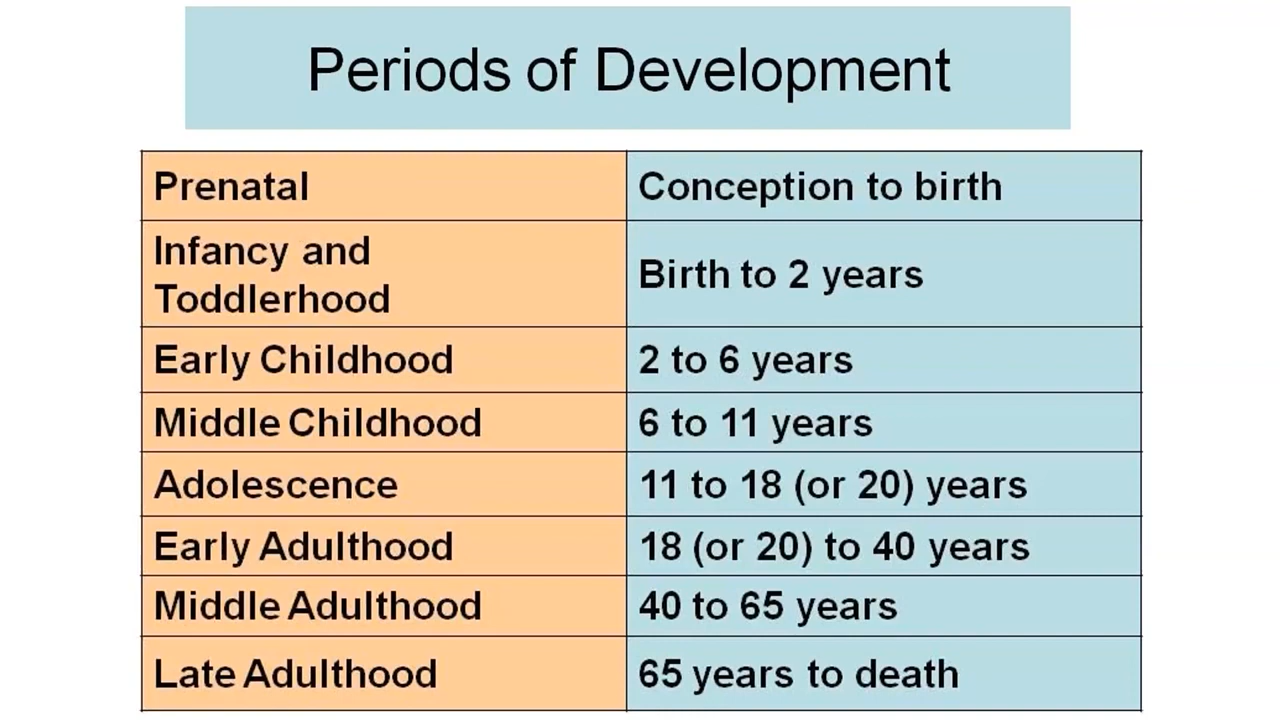 Periods of Development
Prenatal
Conception to birth
Infancy and
Toddlerhood
Birth to 2 years
Early Childhood
2 to 6 years
Middle Childhood
6 to 11 years
Adolescence
11 to 18 (or 20) years
Early Adulthood
18 (or 20) to 40 years
Middle Adulthood
40 to 65 years
Late Adulthood
65 years to death